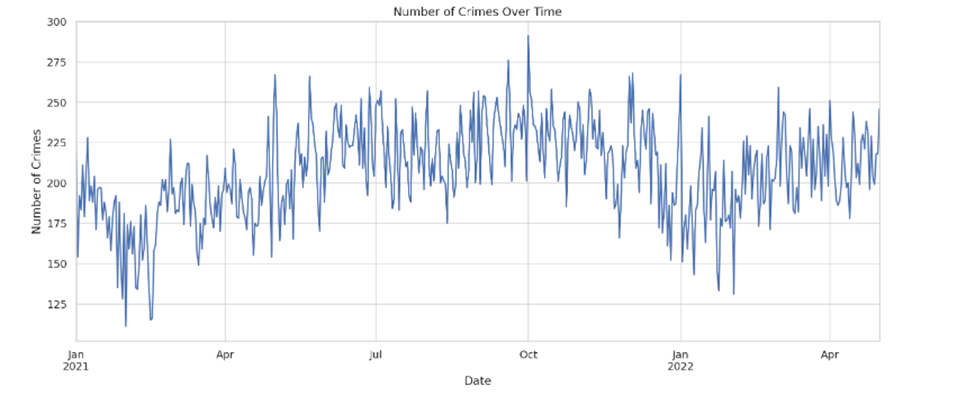 Number of Crimes Over Time
300
275
250
225
200
175
150
125
Number of Crimes
Jan Apr Jul Oct Jan Apr
2021 2022
Date